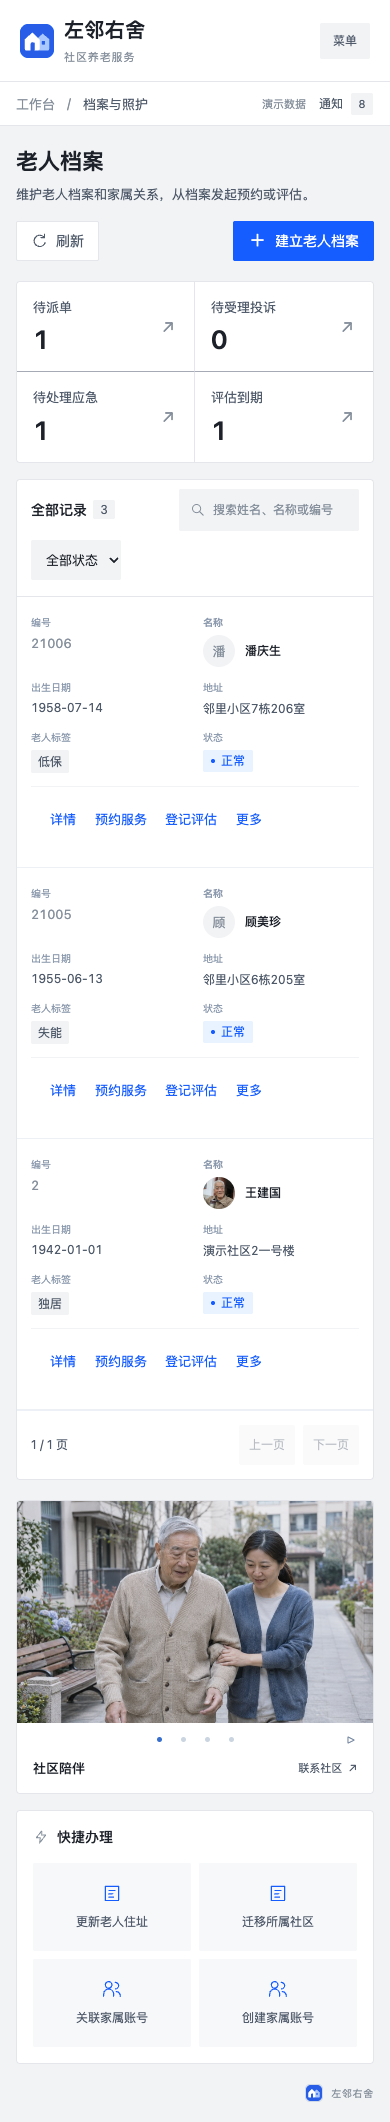 左邻右舍
社区养老服务
菜单
工作台 / 档案与照护
演示数据 通知 8
老人档案
维护老人档案和家属关系，从档案发起预约或评估。
刷新
建立老人档案
待派单
1
待受理投诉
0
待处理应急
1
评估到期
1
全部记录 3
搜索姓名、名称或编号
全部状态
编号 名称
21006 潘 潘庆生
出生日期 地址
1958-07-14 邻里小区7栋206室
老人标签 状态
低保 正常
详情 预约服务 登记评估 更多
编号 名称
21005 顾 顾美珍
出生日期 地址
1955-06-13 邻里小区6栋205室
老人标签 状态
失能 正常
详情 预约服务 登记评估 更多
编号 名称
2 王建国
出生日期 地址
1942-01-01 演示社区2一号楼
老人标签 状态
独居 正常
详情 预约服务 登记评估 更多
1 / 1 页 上一页 下一页
社区陪伴 联系社区
快捷办理
更新老人住址 迁移所属社区
关联家属账号 创建家属账号
左邻右舍